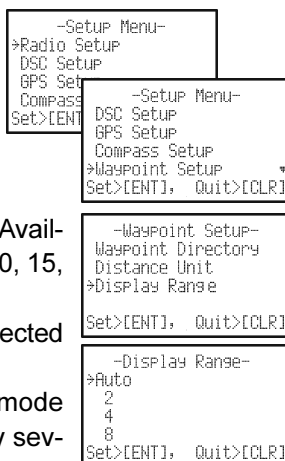 -Setup Menu-
→Radio Setup
DSC Setup
GPS Set
Compass
Set>[ENT
-Setup Menu-
DSC Setup
GPS Setup
Compass Setup
→Waypoint Setup ▼
Set>[ENT], Quit>[CLR]
Avail-
0, 15,
-Waypoint Setup-
Waypoint Directory
Distance Unit
→Display Range
Set>[ENT], Quit>[CLR]
ected
mode
y sev-
-Display Range-
→Auto
2
4
8
Set>[ENT], Quit>[CLR]